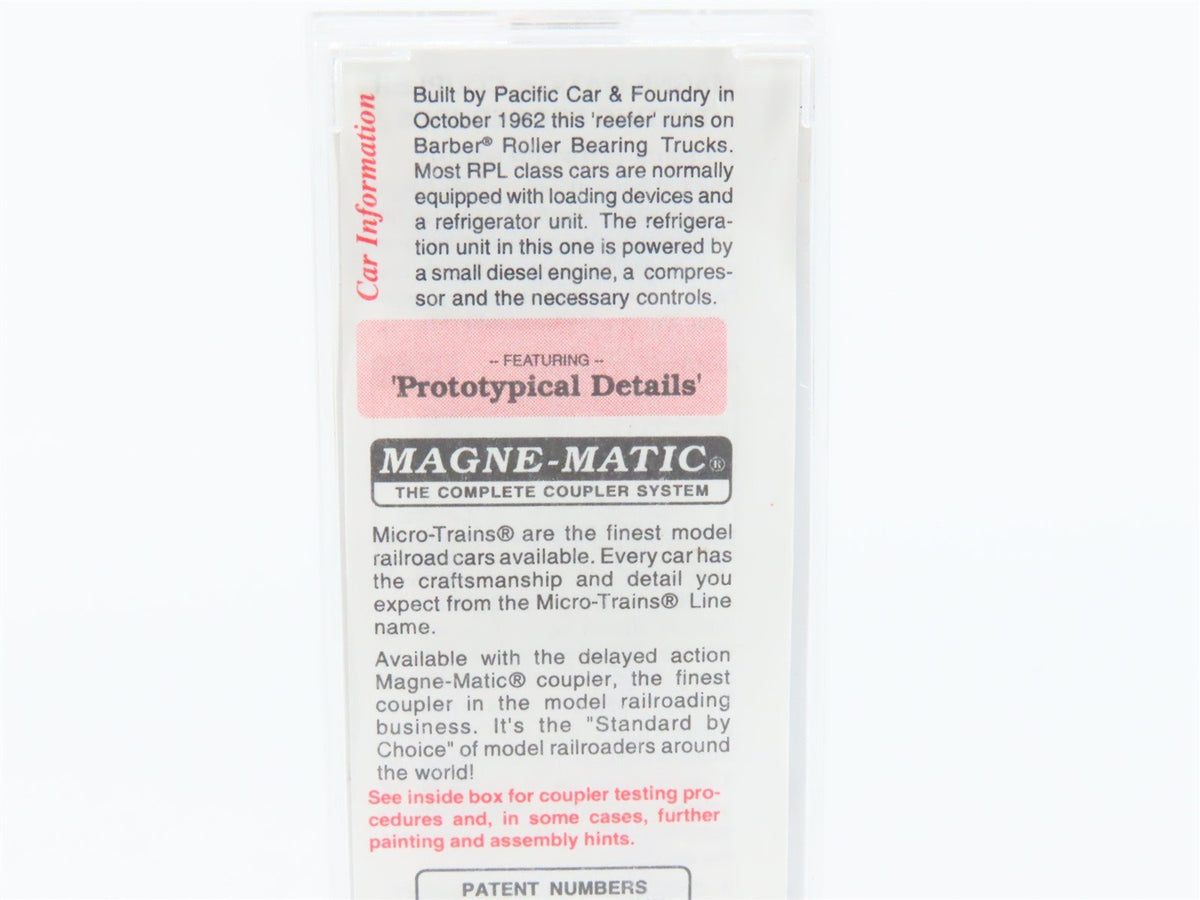 Car Information
Built by Pacific Car & Foundry in
October 1962 this 'reefer' runs on
Barber® Roller Bearing Trucks.
Most RPL class cars are normally
equipped with loading devices and
a refrigerator unit. The refrigera-
tion unit in this one is powered by
a small diesel engine, a compres-
sor and the necessary controls.
-- FEATURING --
'Prototypical Details'
MAGNE-MATIC®
THE COMPLETE COUPLER SYSTEM
Micro-Trains® are the finest model
railroad cars available. Every car has
the craftsmanship and detail you
expect from the Micro-Trains® Line
name.
Available with the delayed action
Magne-Matic® coupler, the finest
coupler in the model railroading
business. It's the "Standard by
Choice" of model railroaders around
the world!
See inside box for coupler testing pro-
cedures and, in some cases, further
painting and assembly hints.
PATENT NUMBERS